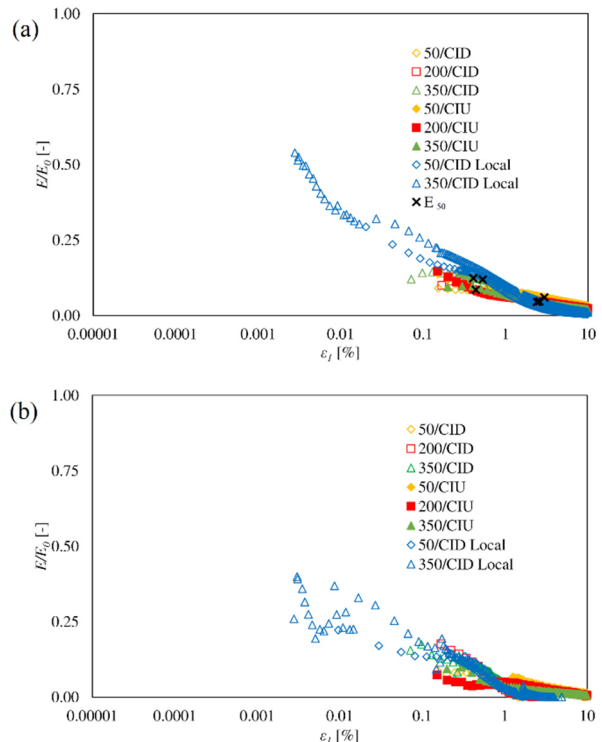 (a)
1.00
0.75
0.50
0.25
0.00
E/E₀ [-]
50/CID
200/CID
350/CID
50/CIU
200/CIU
350/CIU
50/CID Local
350/CID Local
E ₅₀
0.00001 0.0001 0.001 0.01 0.1 1 10
ε₁ [%]
(b)
1.00
0.75
0.50
0.25
0.00
E/E₀ [-]
50/CID
200/CID
350/CID
50/CIU
200/CIU
350/CIU
50/CID Local
350/CID Local
0.00001 0.0001 0.001 0.01 0.1 1 10
ε₁ [%]